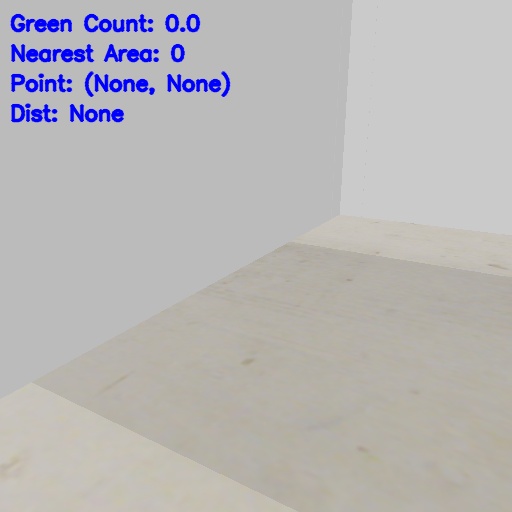 Green Count: 0.0
Nearest Area: 0
Point: (None, None)
Dist: None